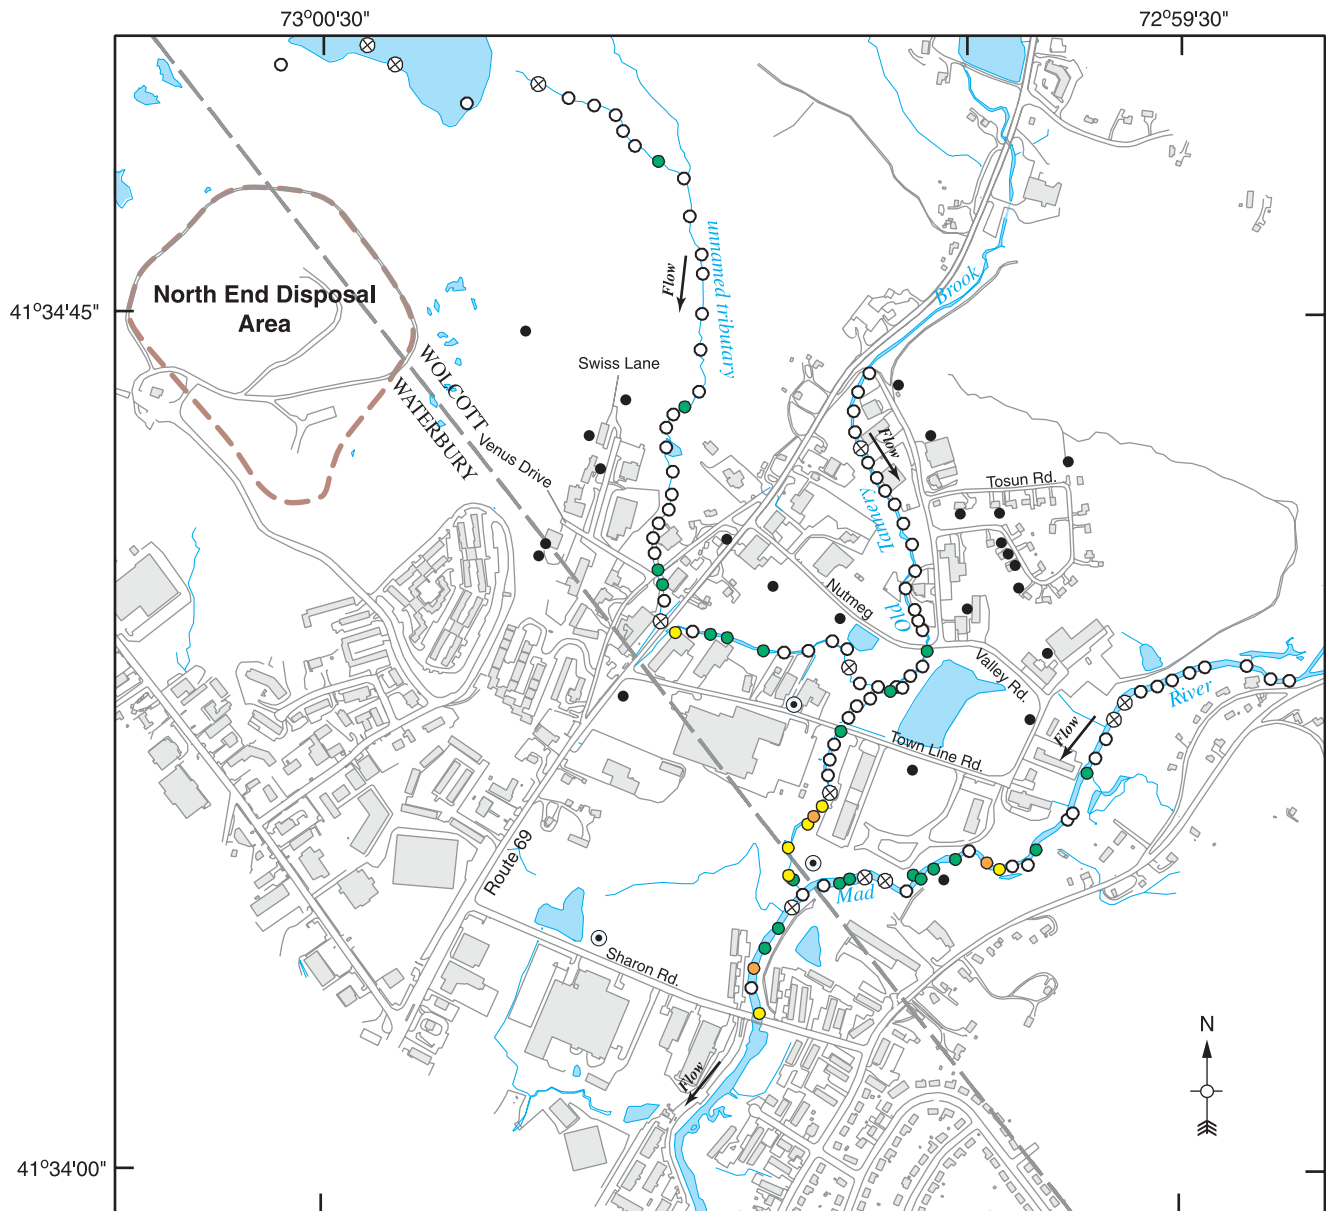 73°00'30"
72°59'30"
unnamed tributary
Flow
Brook
North End Disposal
Area
41°34'45"
WOLCOTT
WATERBURY
Swiss Lane
Venus Drive
Flow
Tannery
Tosun Rd.
Old
Nutmeg
Valley Rd.
River
Flow
Town Line Rd.
Route 69
Mad
Sharon Rd.
N
Flow
41°34'00"